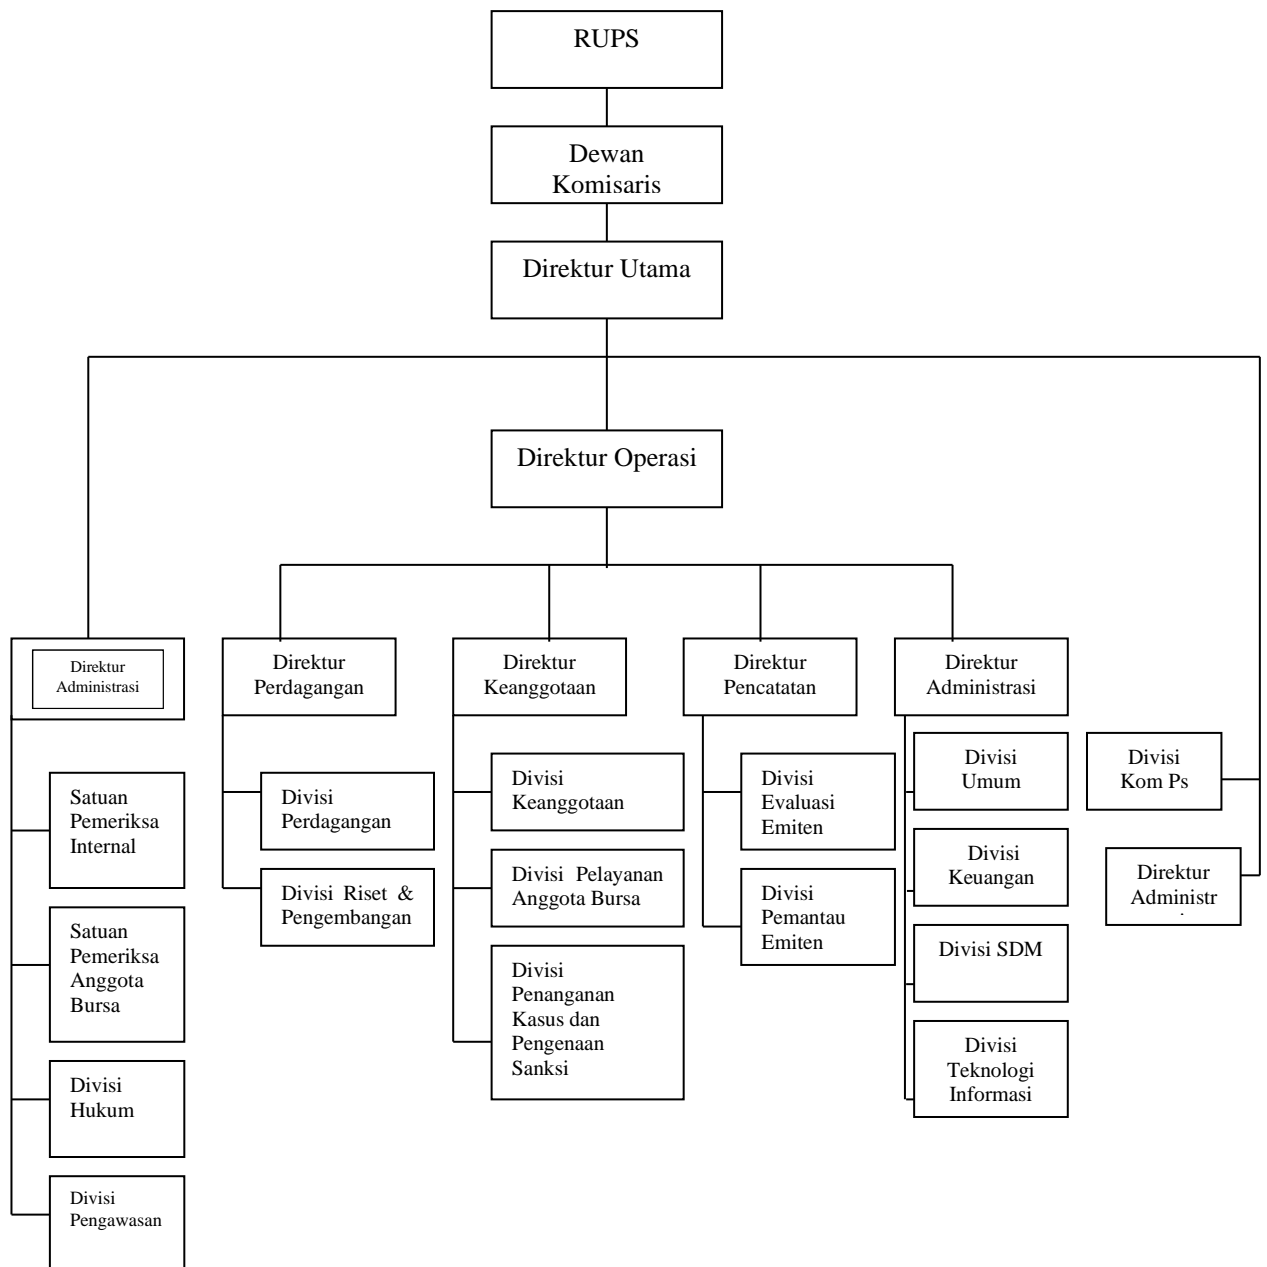 RUPS
Dewan
Komisaris
Direktur Utama
Direktur Operasi
Direktur
Administrasi
Direktur
Perdagangan
Direktur
Keanggotaan
Direktur
Pencatatan
Direktur
Administrasi
Satuan
Pemeriksa
Internal
Satuan
Pemeriksa
Anggota
Bursa
Divisi
Hukum
Divisi
Pengawasan
Divisi
Perdagangan
Divisi Riset &
Pengembangan
Divisi
Keanggotaan
Divisi Pelayanan
Anggota Bursa
Divisi
Penanganan
Kasus dan
Pengenaan
Sanksi
Divisi
Evaluasi
Emiten
Divisi
Pemantau
Emiten
Divisi
Umum
Divisi
Keuangan
Divisi SDM
Divisi
Teknologi
Informasi
Divisi
Kom Ps
Direktur
Administr